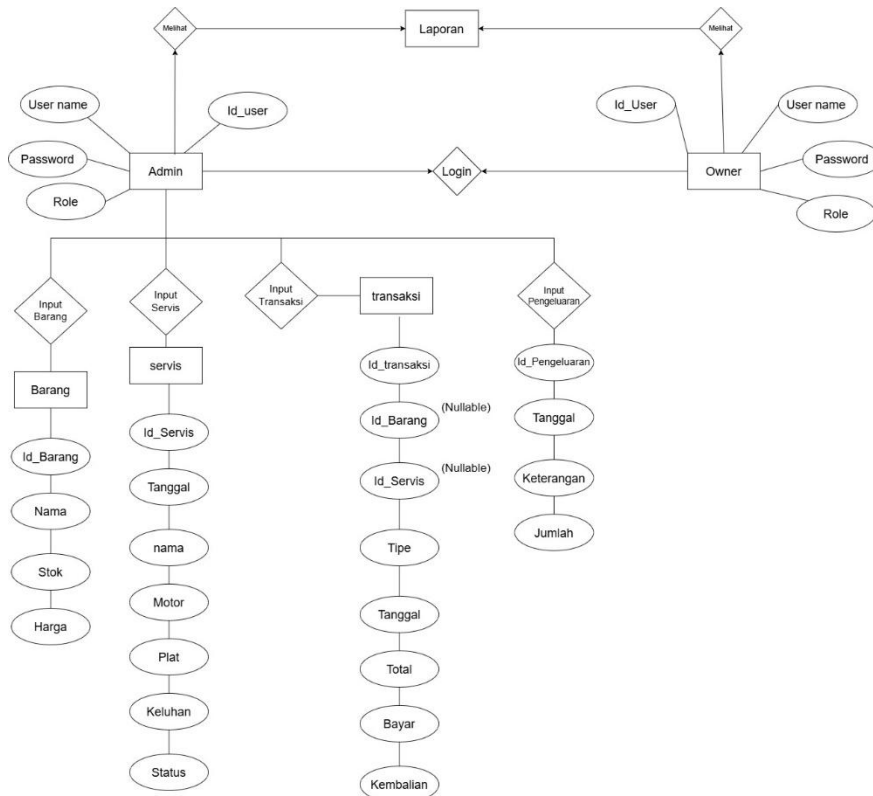 Melihat
Laporan
Melihat
User name
Id_user
Id_User
User name
Password
Admin
Login
Owner
Password
Role
Role
Input
Barang
Input
Servis
Input
Transaksi
transaksi
Input
Pengeluaran
Barang
servis
Id_transaksi
Id_Pengeluaran
Id_Barang
(Nullable)
Tanggal
Id_Barang
Id_Servis
Id_Servis
(Nullable)
Keterangan
Nama
Tanggal
Tipe
Jumlah
Stok
nama
Harga
Motor
Tanggal
Plat
Total
Keluhan
Bayar
Status
Kembalian